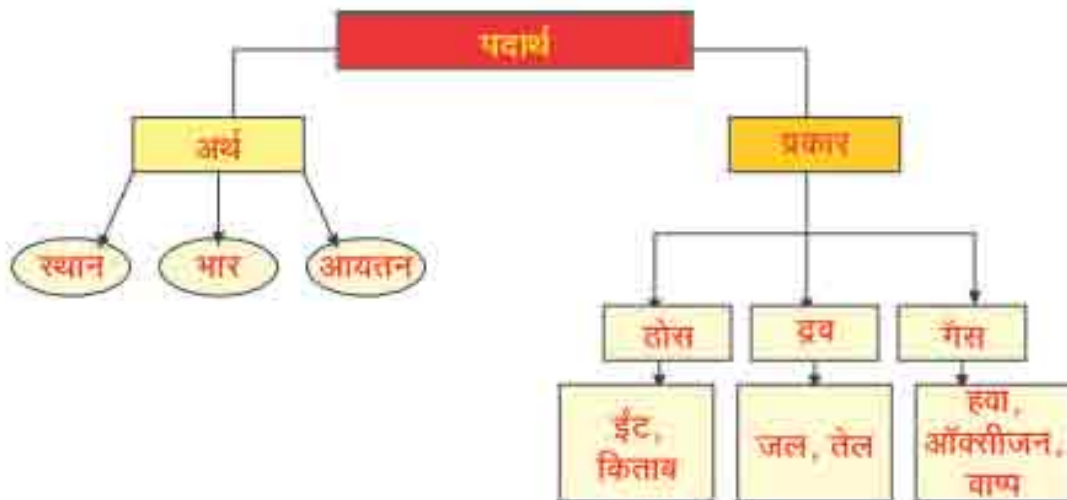 पदार्थ
अर्थ
प्रकार
स्थान
भार
आयतन
ठोस
द्रव
गैस
ईंट,
किताब
जल, तेल
हवा,
ऑक्सीजन,
वाष्प